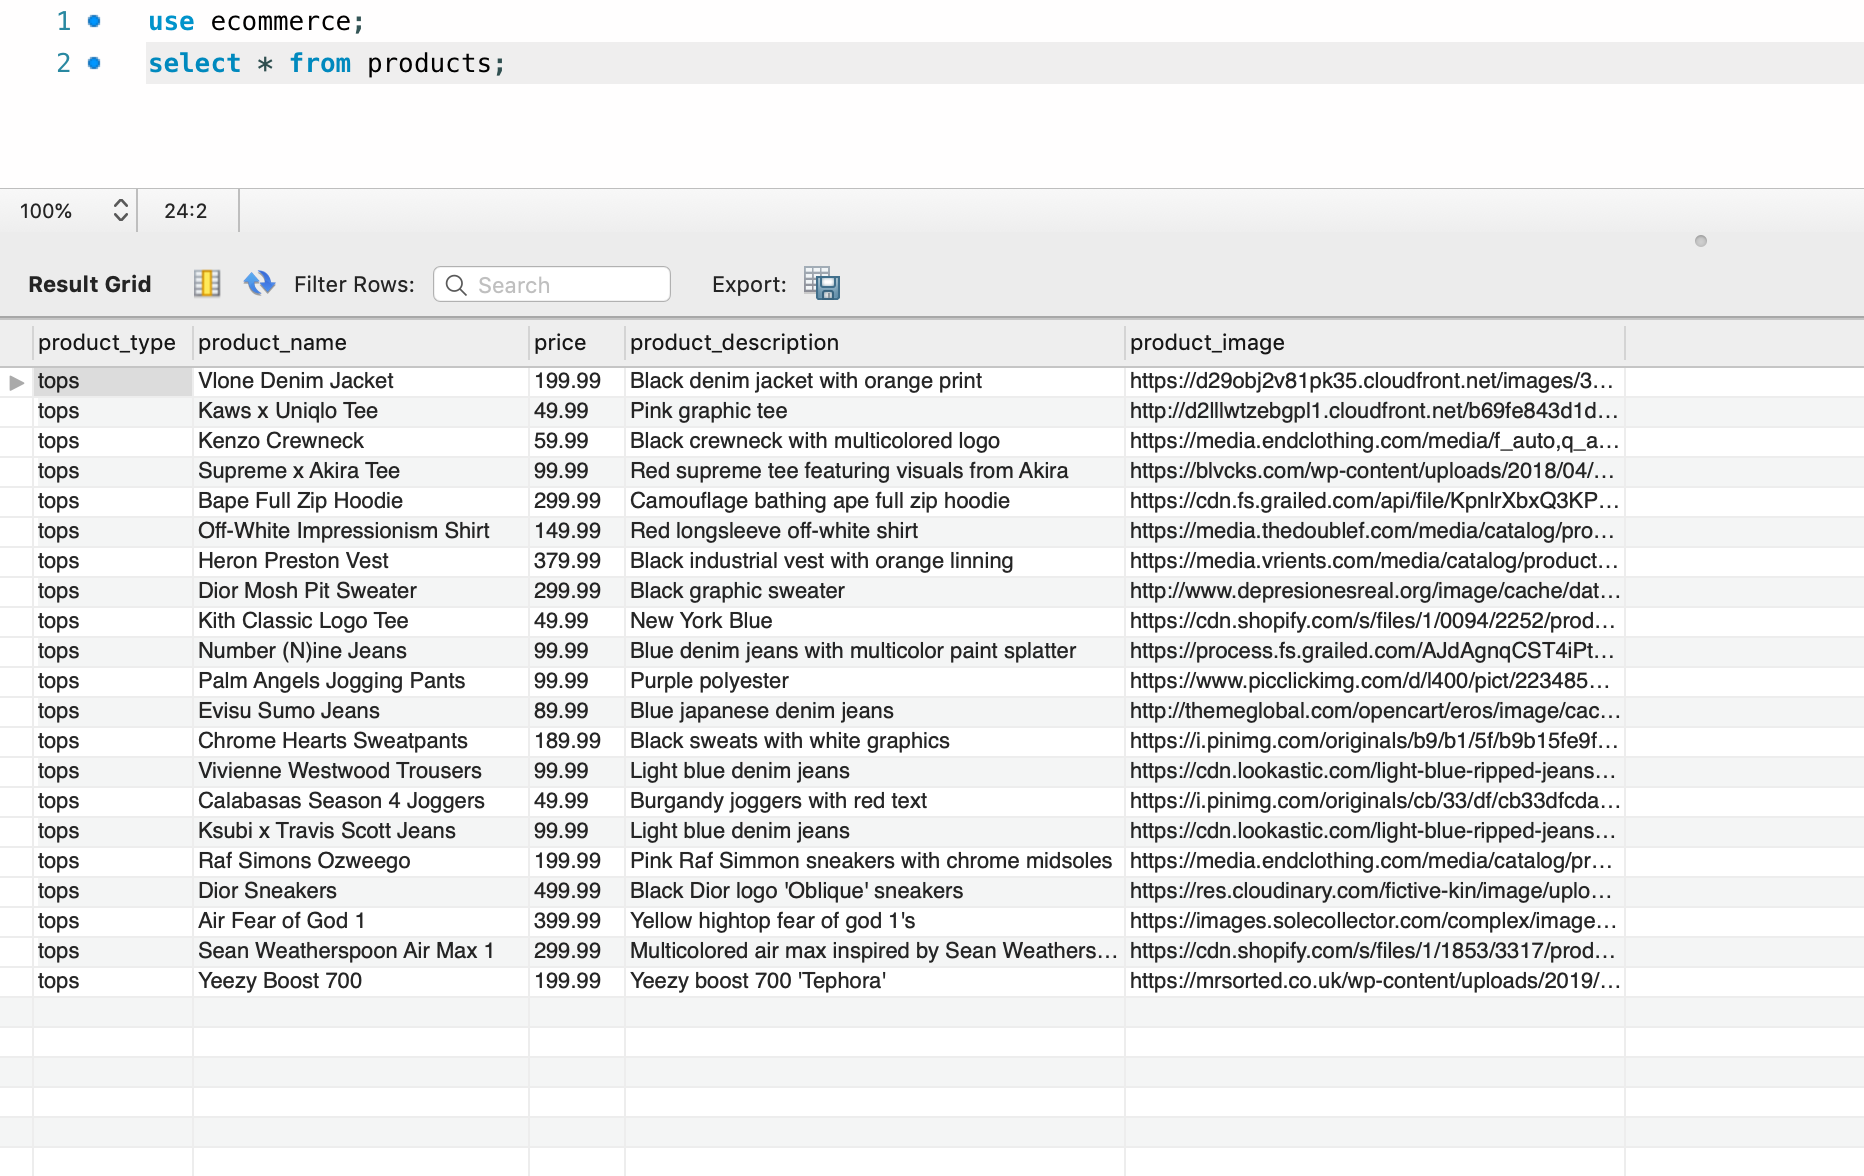 1 use ecommerce;
2 select * from products;
100% 24:2
Result Grid Filter Rows: Search Export:
product_type product_name price product_description product_image
tops Vlone Denim Jacket 199.99 Black denim jacket with orange print https://d29obj2v81pk35.cloudfront.net/images/3...
tops Kaws x Uniqlo Tee 49.99 Pink graphic tee http://d2lllwtzebgpl1.cloudfront.net/b69fe843d1d...
tops Kenzo Crewneck 59.99 Black crewneck with multicolored logo https://media.endclothing.com/media/f_auto,q_a...
tops Supreme x Akira Tee 99.99 Red supreme tee featuring visuals from Akira https://blvcks.com/wp-content/uploads/2018/04/...
tops Bape Full Zip Hoodie 299.99 Camouflage bathing ape full zip hoodie https://cdn.fs.grailed.com/api/file/KpnlrXbxQ3KP...
tops Off-White Impressionism Shirt 149.99 Red longsleeve off-white shirt https://media.thedoublef.com/media/catalog/pro...
tops Heron Preston Vest 379.99 Black industrial vest with orange linning https://media.vrients.com/media/catalog/product...
tops Dior Mosh Pit Sweater 299.99 Black graphic sweater http://www.depresionesreal.org/image/cache/dat...
tops Kith Classic Logo Tee 49.99 New York Blue https://cdn.shopify.com/s/files/1/0094/2252/prod...
tops Number (N)ine Jeans 99.99 Blue denim jeans with multicolor paint splatter https://process.fs.grailed.com/AJdAgnqCST4iPt...
tops Palm Angels Jogging Pants 99.99 Purple polyester https://www.picclickimg.com/d/l400/pict/223485...
tops Evisu Sumo Jeans 89.99 Blue japanese denim jeans http://themeglobal.com/opencart/eros/image/cac...
tops Chrome Hearts Sweatpants 189.99 Black sweats with white graphics https://i.pinimg.com/originals/b9/b1/5f/b9b15fe9f...
tops Vivienne Westwood Trousers 99.99 Light blue denim jeans https://cdn.lookastic.com/light-blue-ripped-jeans...
tops Calabasas Season 4 Joggers 49.99 Burgandy joggers with red text https://i.pinimg.com/originals/cb/33/df/cb33dfcda...
tops Ksubi x Travis Scott Jeans 99.99 Light blue denim jeans https://cdn.lookastic.com/light-blue-ripped-jeans...
tops Raf Simons Ozweego 199.99 Pink Raf Simmon sneakers with chrome midsoles https://media.endclothing.com/media/catalog/pr...
tops Dior Sneakers 499.99 Black Dior logo 'Oblique' sneakers https://res.cloudinary.com/fictive-kin/image/uplo...
tops Air Fear of God 1 399.99 Yellow hightop fear of god 1's https://images.solecollector.com/complex/image...
tops Sean Weatherspoon Air Max 1 299.99 Multicolored air max inspired by Sean Weathers... https://cdn.shopify.com/s/files/1/1853/3317/prod...
tops Yeezy Boost 700 199.99 Yeezy boost 700 'Tephora' https://mrsorted.co.uk/wp-content/uploads/2019/...